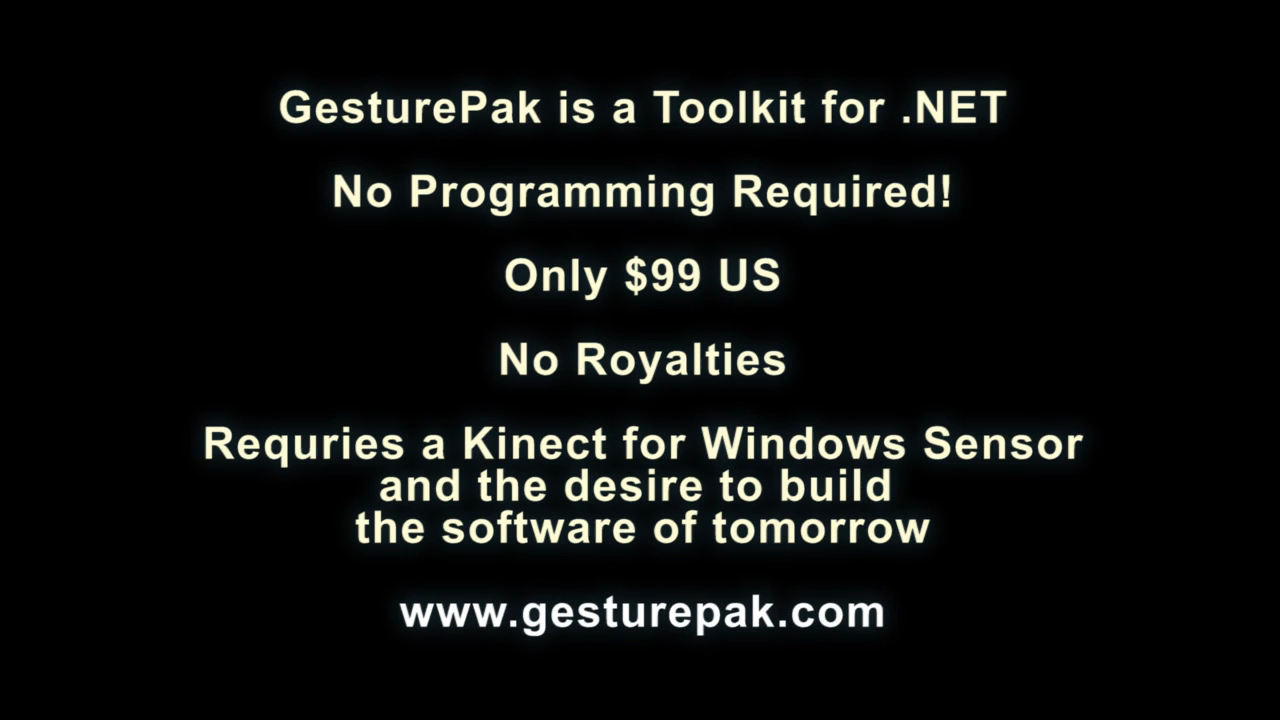 GesturePak is a Toolkit for .NET
No Programming Required!
Only $99 US
No Royalties
Requries a Kinect for Windows Sensor
and the desire to build
the software of tomorrow
www.gesturepak.com